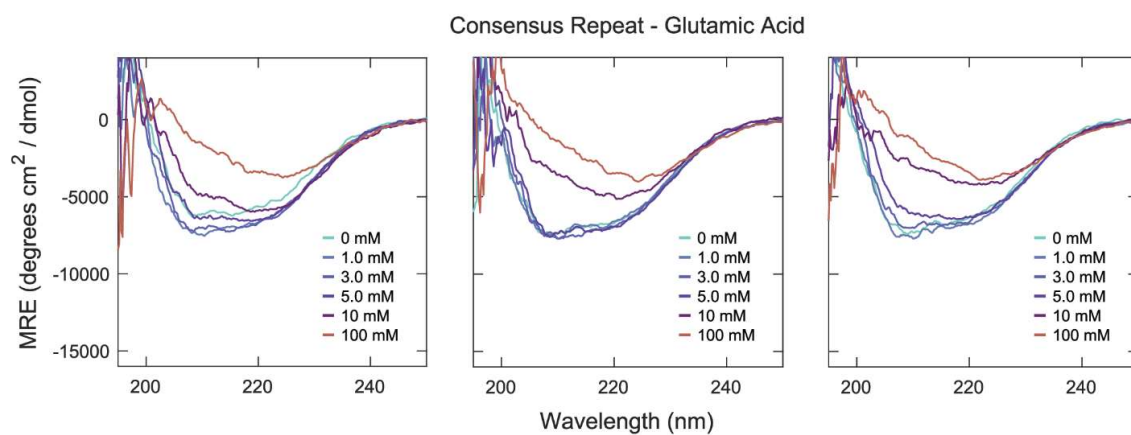 Consensus Repeat - Glutamic Acid
MRE (degrees cm² / dmol)
0
-5000
-10000
-15000
0 mM
1.0 mM
3.0 mM
5.0 mM
10 mM
100 mM
200
220
240
0 mM
1.0 mM
3.0 mM
5.0 mM
10 mM
100 mM
200
220
240
0 mM
1.0 mM
3.0 mM
5.0 mM
10 mM
100 mM
200
220
240
Wavelength (nm)